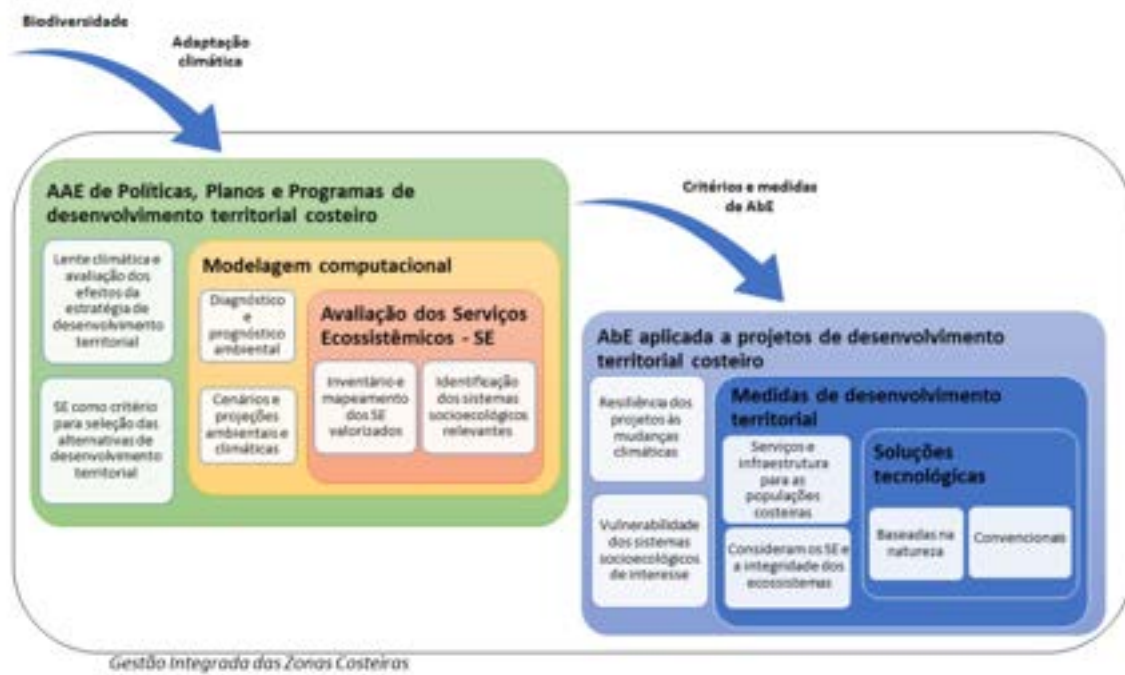 Biodiversidade
Adaptação
climática
AAE de Políticas, Planos e Programas de
desenvolvimento territorial costeiro
Lente climática e
avaliação dos
efeitos da
estratégia de
desenvolvimento
territorial
SE como critério
para seleção das
alternativas de
desenvolvimento
territorial
Modelagem computacional
Diagnóstico
e
prognóstico
ambiental
Cenários e
projeções
ambientais e
climáticas
Avaliação dos Serviços
Ecossistêmicos - SE
Inventário e
mapeamento
dos SE
valorizados
Identificação
dos sistemas
socioecológicos
relevantes
Critérios e medidas
de AbE
AbE aplicada a projetos de desenvolvimento
territorial costeiro
Resiliência dos
projetos às
mudanças
climáticas
Vulnerabilidade
dos sistemas
socioecológicos
de interesse
Medidas de desenvolvimento
territorial
Serviços e
infraestrutura
para as
populações
costeiras
Consideram os SE e
a integridade dos
ecossistemas
Soluções
tecnológicas
Baseadas na
natureza
Convencionais
Gestão Integrada das Zonas Costeiras